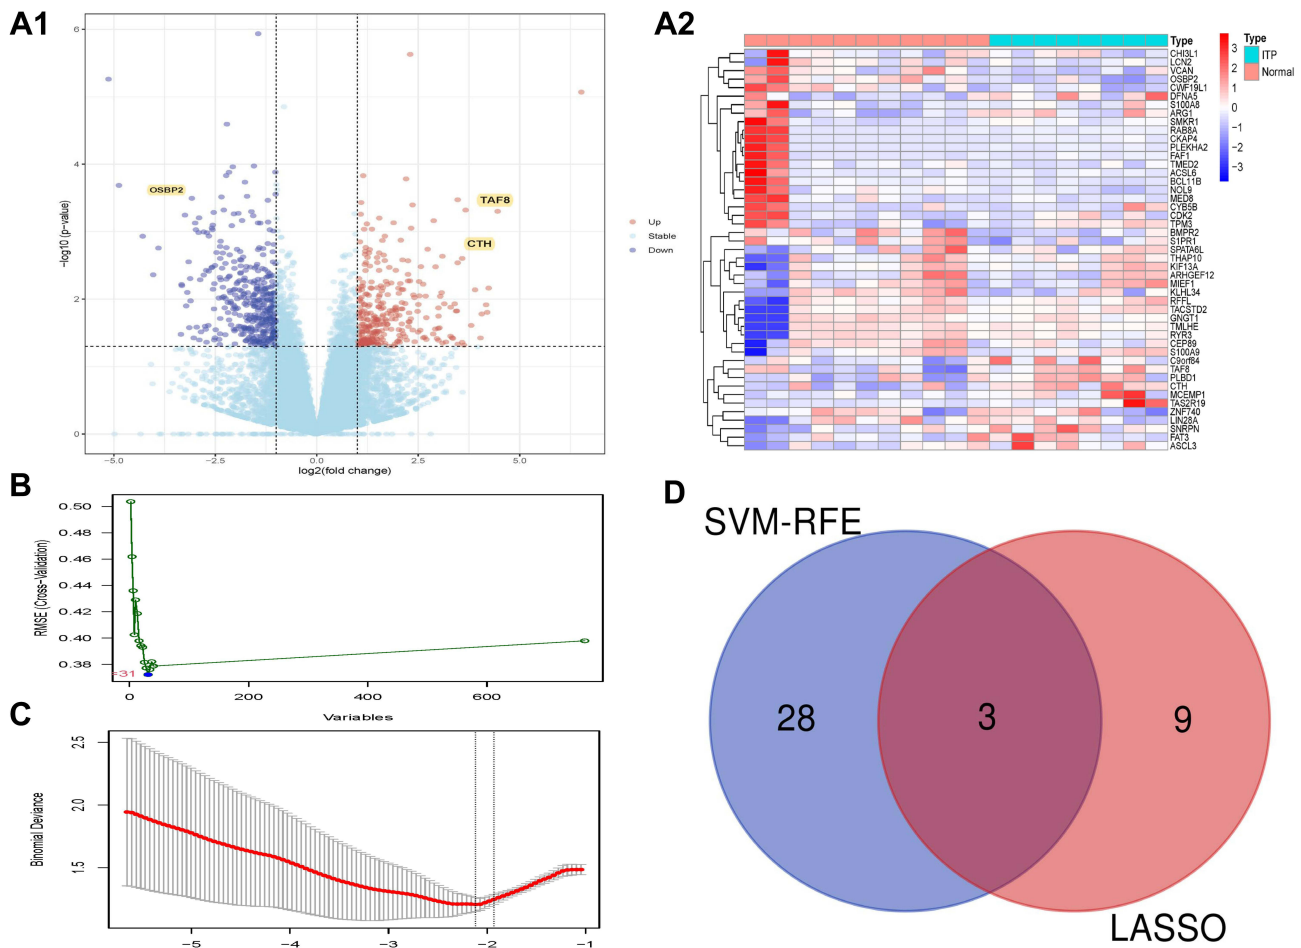 A1
6
4
2
0
−log10 (p−value)
−5.0
−2.5
0.0
2.5
5.0
log2(fold change)
OSBP2
TAF8
CTH
Up
Stable
Down
A2
Type
CHI3L1
LCN2
VCAN
OSBP2
CWF19L1
DFNA5
S100A8
ARG1
SMKR1
RAB8A
CKAP4
PLEKHA2
FAF1
TMED2
ACSL6
BCL11B
NOL9
MED8
CYB5B
CDK2
TPM3
BMPR2
S1PR1
SPATA6L
THAP10
KIF13A
ARHGEF12
MIEF1
KLHL34
RFFL
TACSTD2
GNGT1
TMLHE
RYR3
CEP89
S100A9
C9orf84
TAF8
PLBD1
CTH
MCEMP1
TAS2R19
ZNF740
LIN28A
SNRPN
FAT3
ASCL3
3
2
1
0
−1
−2
−3
Type
ITP
Normal
B
0.50
0.48
0.46
0.44
0.42
0.40
0.38
RMSE (Cross−Validation)
=31
0
200
400
600
Variables
C
2.5
2.0
1.5
Binomial Deviance
−5
−4
−3
−2
−1
D
SVM-RFE
28
3
9
LASSO